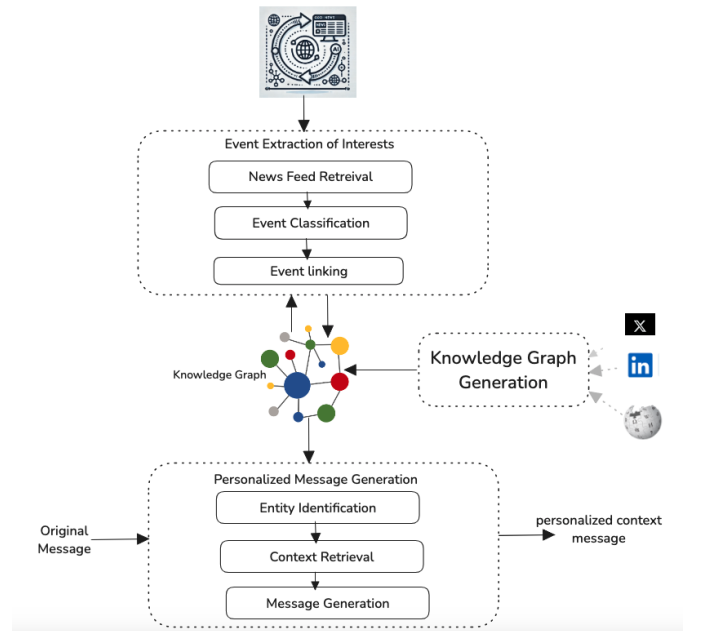 Event Extraction of Interests
News Feed Retreival
Event Classification
Event linking
Knowledge Graph
Knowledge Graph
Generation
X
in
Personalized Message Generation
Entity Identification
Context Retrieval
Message Generation
Original
Message
personalized context
message